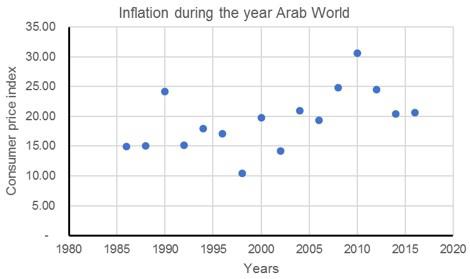 Inflation during the year Arab World
Consumer price index
35.00
30.00
25.00
20.00
15.00
10.00
5.00
-
1980 1985 1990 1995 2000 2005 2010 2015 2020
Years